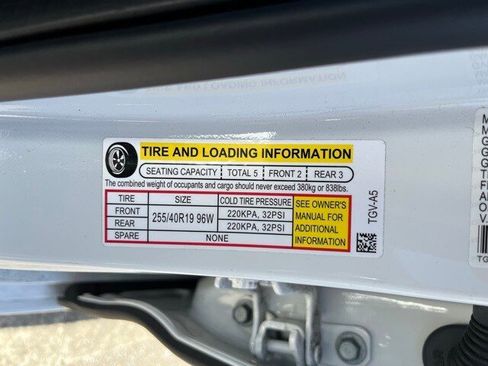 TIRE AND LOADING INFORMATION
SEATING CAPACITY TOTAL 5 FRONT 2 REAR 3
The combined weight of occupants and cargo should never exceed 380kg or 838lbs.
TIRE SIZE COLD TIRE PRESSURE SEE OWNER'S
FRONT 255/40R19 96W 220KPA, 32PSI MANUAL FOR
REAR 220KPA, 32PSI ADDITIONAL
SPARE NONE INFORMATION
TGV-A5